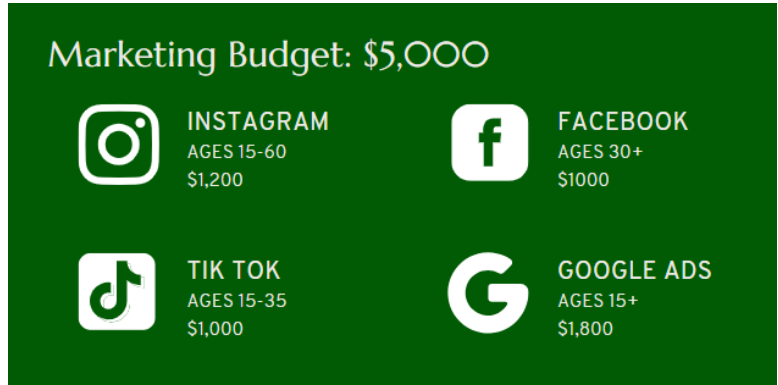 Marketing Budget: $5,000
INSTAGRAM
AGES 15-60
$1,200
FACEBOOK
AGES 30+
$1000
TIK TOK
AGES 15-35
$1,000
GOOGLE ADS
AGES 15+
$1,800